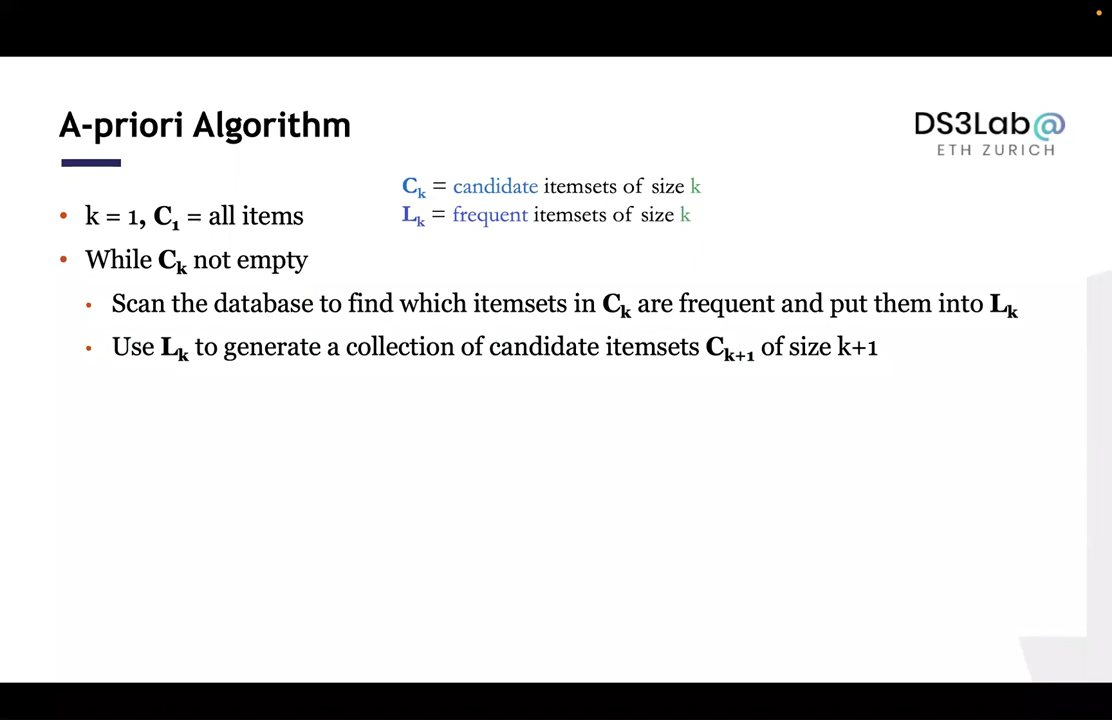 A-priori Algorithm
DS3Lab@
ETH ZURICH
Cₖ = candidate itemsets of size k
Lₖ = frequent itemsets of size k
• k = 1, C₁ = all items
• While Cₖ not empty
• Scan the database to find which itemsets in Cₖ are frequent and put them into Lₖ
• Use Lₖ to generate a collection of candidate itemsets Cₖ₊₁ of size k+1